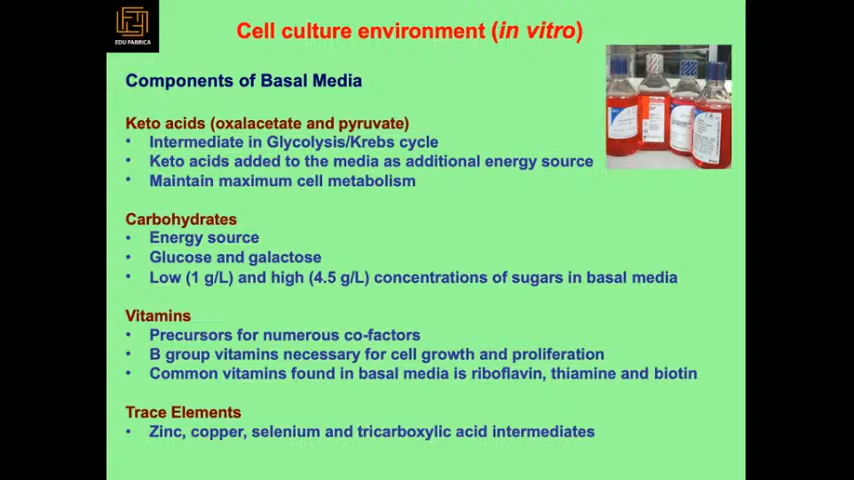 EDU FABRICA
Cell culture environment (in vitro)
Components of Basal Media
Keto acids (oxalacetate and pyruvate)
• Intermediate in Glycolysis/Krebs cycle
• Keto acids added to the media as additional energy source
• Maintain maximum cell metabolism
Carbohydrates
• Energy source
• Glucose and galactose
• Low (1 g/L) and high (4.5 g/L) concentrations of sugars in basal media
Vitamins
• Precursors for numerous co-factors
• B group vitamins necessary for cell growth and proliferation
• Common vitamins found in basal media is riboflavin, thiamine and biotin
Trace Elements
• Zinc, copper, selenium and tricarboxylic acid intermediates